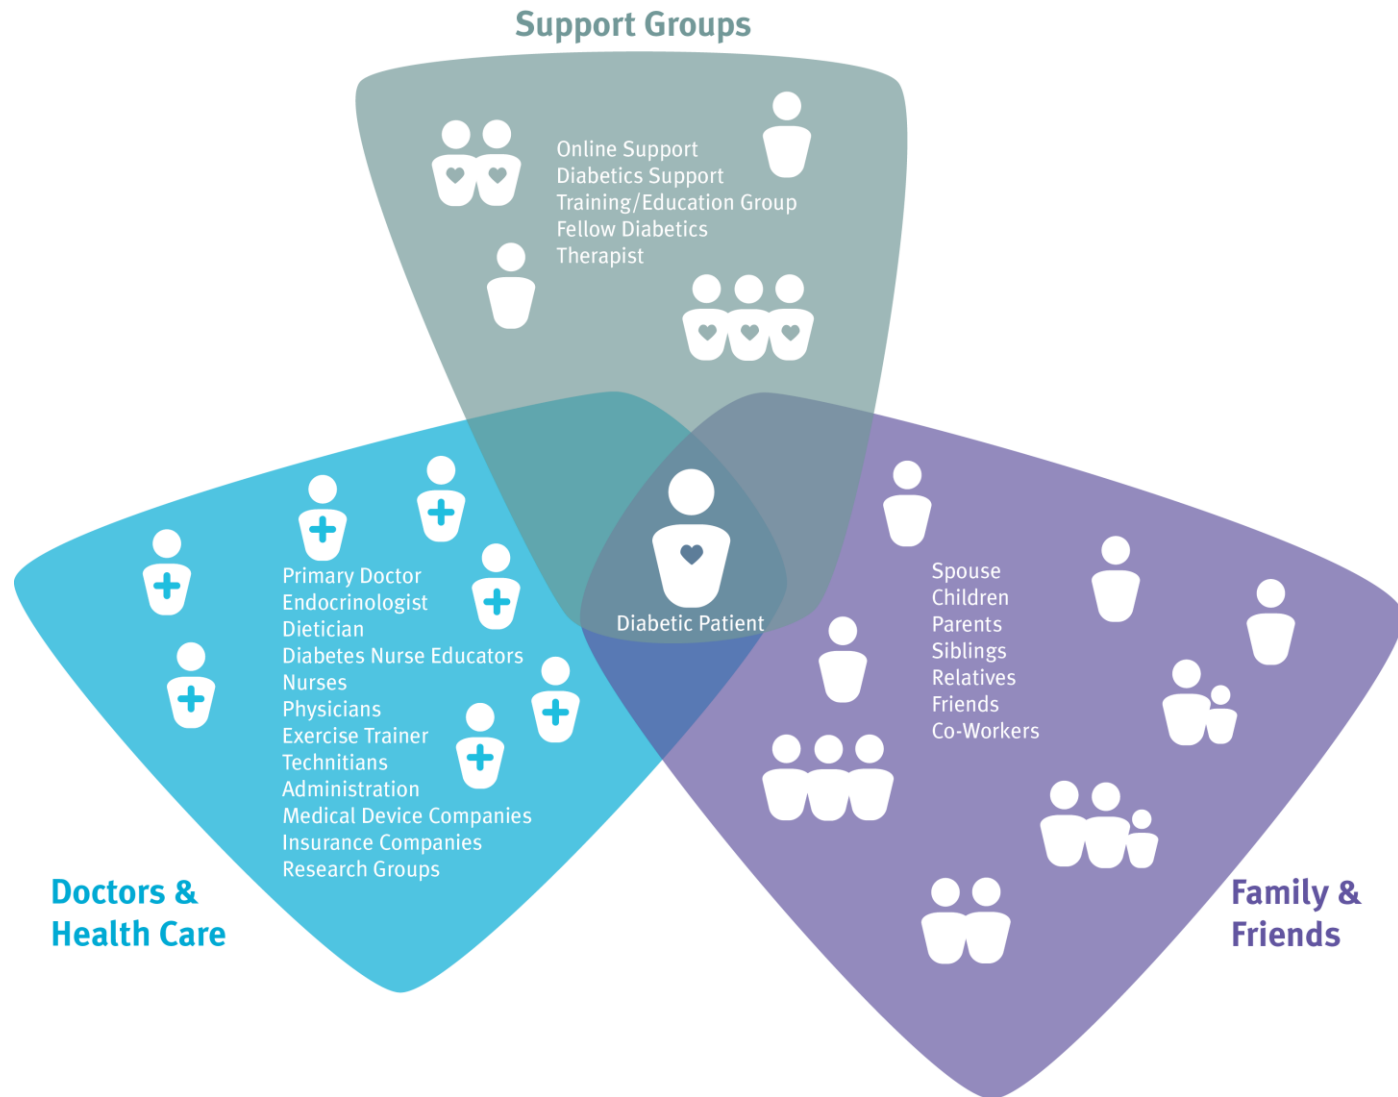 Support Groups
Online Support
Diabetics Support
Training/Education Group
Fellow Diabetics
Therapist
Diabetic Patient
Primary Doctor
Endocrinologist
Dietician
Diabetes Nurse Educators
Nurses
Physicians
Exercise Trainer
Technitians
Administration
Medical Device Companies
Insurance Companies
Research Groups
Doctors &
Health Care
Spouse
Children
Parents
Siblings
Relatives
Friends
Co-Workers
Family &
Friends